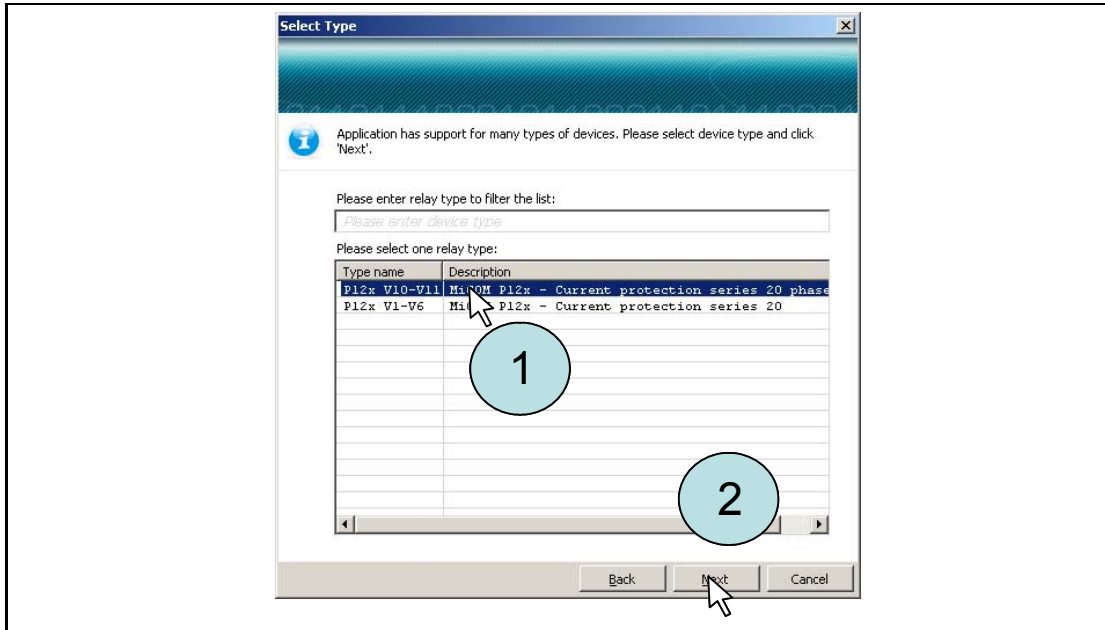 Select Type
Application has support for many types of devices. Please select device type and click
'Next'.
Please enter relay type to filter the list:
Please enter device type
Please select one relay type:
Type name Description
P12x V10-V11 MiCOM P12x - Current protection series 20 phase
P12x V1-V6 P12x - Current protection series 20
1
2
Back Next Cancel